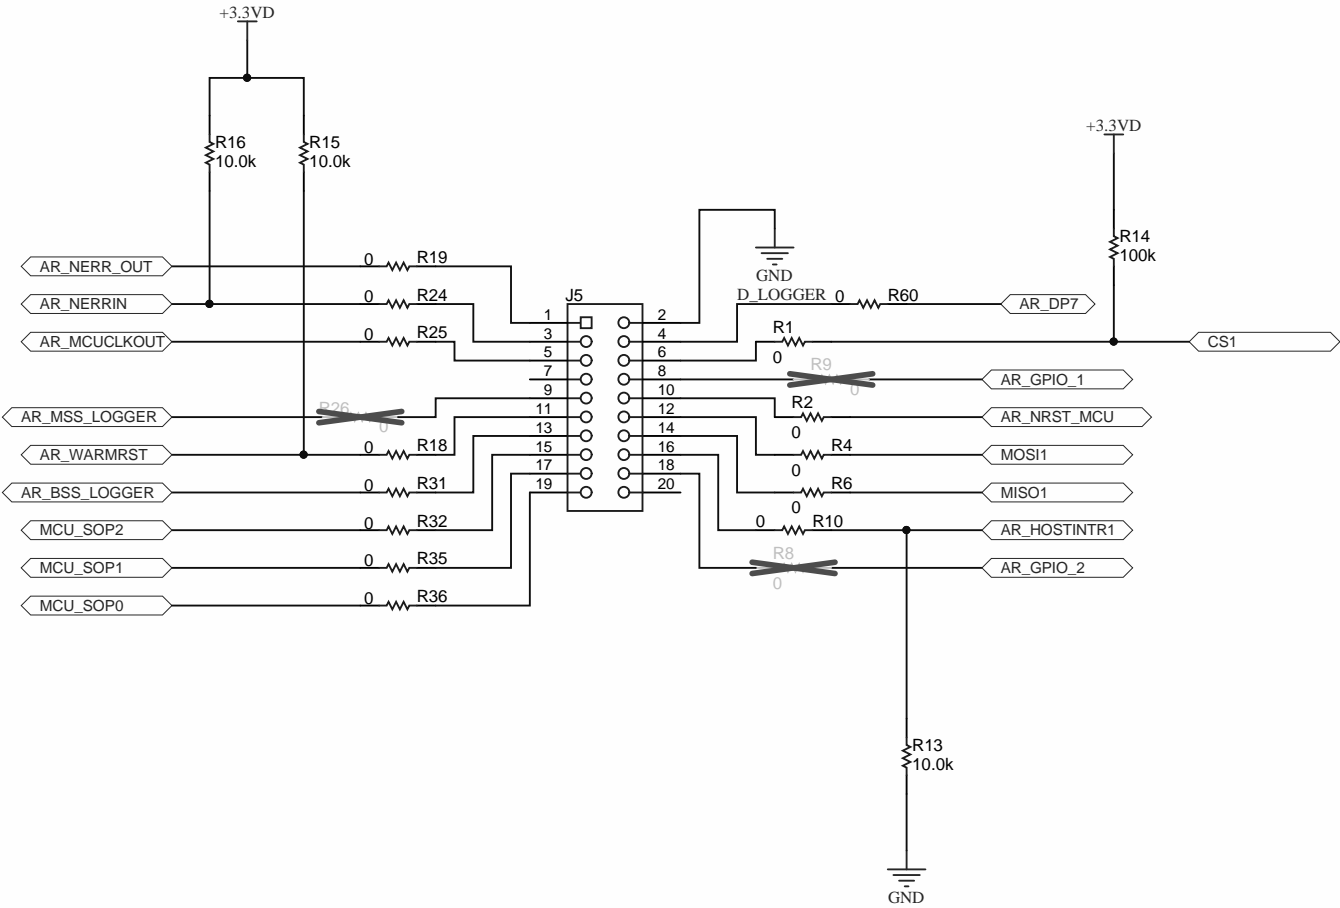 +3.3VD
R16
10.0k
R15
10.0k
+3.3VD
R14
100k
GND
AR_NERR_OUT
0
R19
AR_NERRIN
0
R24
AR_MCUCLKOUT
0
R25
AR_MSS_LOGGER
R26
0
AR_WARMRST
0
R18
AR_BSS_LOGGER
0
R31
MCU_SOP2
0
R32
MCU_SOP1
0
R35
MCU_SOP0
0
R36
J5
1
2
3
4
5
6
7
8
9
10
11
12
13
14
15
16
17
18
19
20
D_LOGGER
0
R60
AR_DP7
R1
0
CS1
R9
0
AR_GPIO_1
R2
0
AR_NRST_MCU
R4
0
MOSI1
R6
0
MISO1
0
R10
AR_HOSTINTR1
R8
0
AR_GPIO_2
R13
10.0k
GND